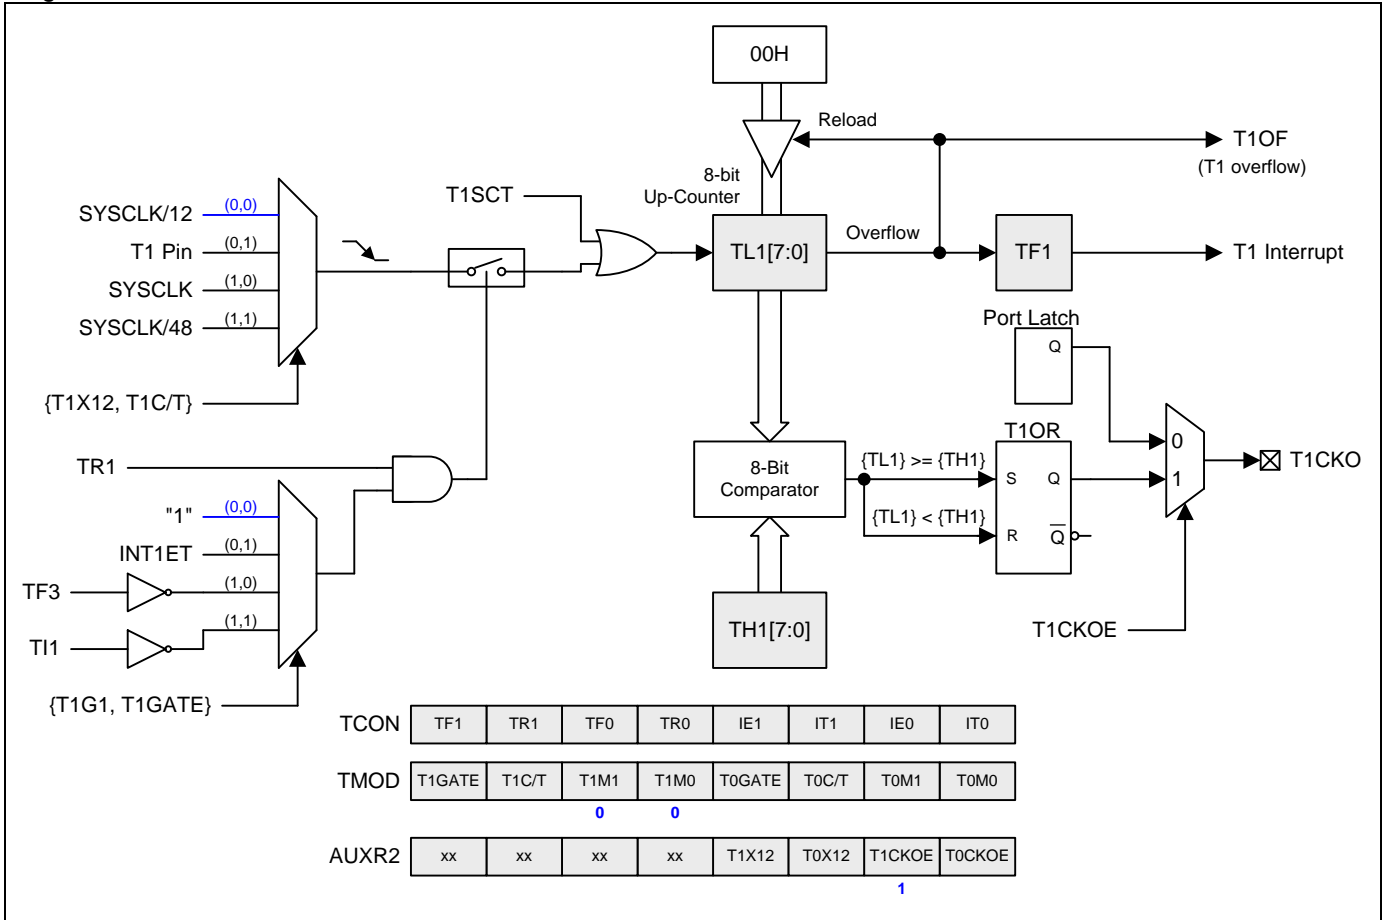 00H
Reload
T1OF
(T1 overflow)
8-bit
Up-Counter
T1SCT
SYSCLK/12
(0,0)
T1 Pin
(0,1)
SYSCLK
(1,0)
SYSCLK/48
(1,1)
{T1X12, T1C/T}
TL1[7:0]
Overflow
TF1
T1 Interrupt
Port Latch
Q
T1OR
0
1
T1CKO
TR1
"1"
(0,0)
INT1ET
(0,1)
TF3
(1,0)
TI1
(1,1)
{T1G1, T1GATE}
8-Bit
Comparator
{TL1} >= {TH1}
{TL1} < {TH1}
S
Q
R
Q
TH1[7:0]
T1CKOE
TCON TF1 TR1 TF0 TR0 IE1 IT1 IE0 IT0
TMOD T1GATE T1C/T T1M1 T1M0 T0GATE T0C/T T0M1 T0M0
0 0
AUXR2 xx xx xx xx T1X12 T0X12 T1CKOE T0CKOE
1